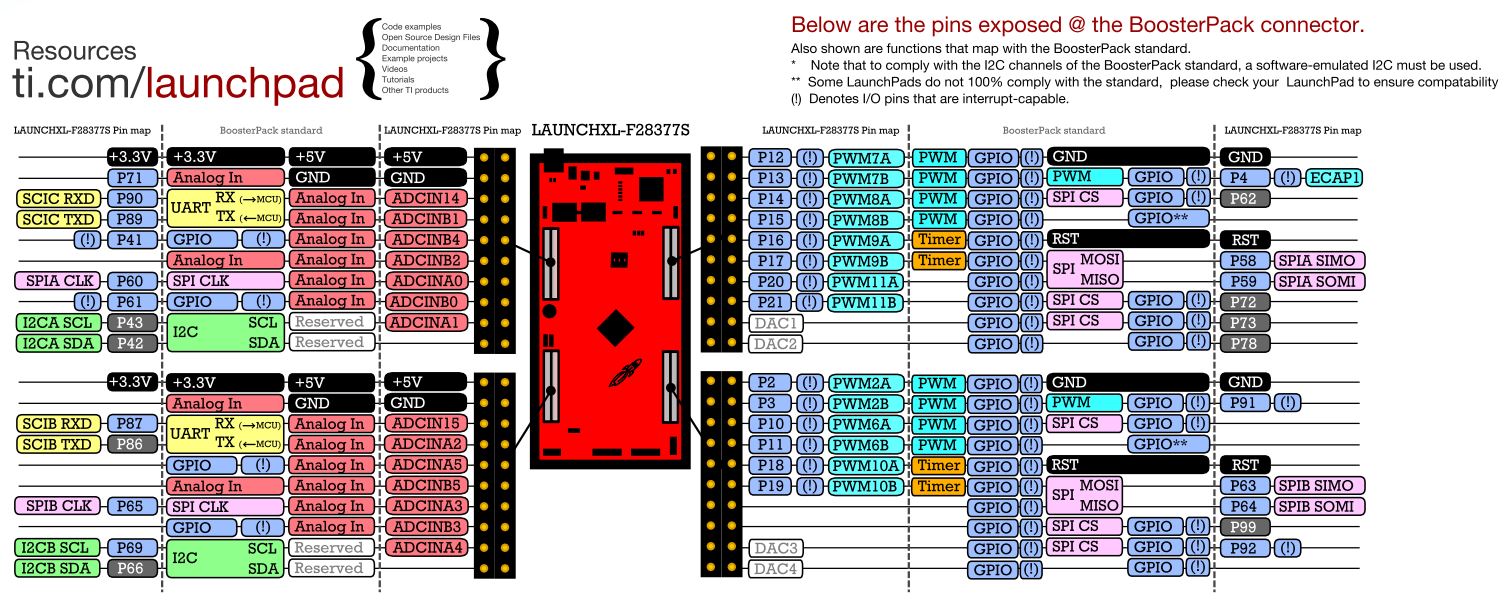 Resources
ti.com/launchpad
Code examples
Open Source Design Files
Documentation
Example projects
Videos
Tutorials
Other TI products
Below are the pins exposed @ the BoosterPack connector.
Also shown are functions that map with the BoosterPack standard.
* Note that to comply with the I2C channels of the BoosterPack standard, a software-emulated I2C must be used.
** Some LaunchPads do not 100% comply with the standard, please check your LaunchPad to ensure compatability
(!) Denotes I/O pins that are interrupt-capable.
LAUNCHXL-F28377S Pin map BoosterPack standard LAUNCHXL-F28377S Pin map
+3.3V +3.3V +5V +5V
P71 Analog In GND GND
SCIC RXD P90 UART RX (→MCU) Analog In ADCIN14
SCIC TXD P89 TX (←MCU) Analog In ADCINB1
(!) P41 GPIO (!) Analog In ADCINB4
Analog In Analog In ADCINB2
SPIA CLK P60 SPI CLK Analog In ADCINA0
(!) P61 GPIO (!) Analog In ADCINB0
I2CA SCL P43 I2C SCL Reserved ADCINA1
I2CA SDA P42 SDA Reserved
+3.3V +3.3V +5V +5V
Analog In GND GND
SCIB RXD P87 UART RX (→MCU) Analog In ADCIN15
SCIB TXD P86 TX (←MCU) Analog In ADCINA2
GPIO (!) Analog In ADCINA5
Analog In Analog In ADCINB5
SPIB CLK P65 SPI CLK Analog In ADCINA3
GPIO (!) Analog In ADCINB3
I2CB SCL P69 I2C SCL Reserved ADCINA4
I2CB SDA P66 SDA Reserved
LAUNCHXL-F28377S
LAUNCHXL-F28377S Pin map BoosterPack standard LAUNCHXL-F28377S Pin map
P12 (!) PWM7A PWM GPIO (!) GND GND
P13 (!) PWM7B PWM GPIO (!) PWM GPIO (!) P4 (!) ECAP1
P14 (!) PWM8A PWM GPIO (!) SPI CS GPIO (!) P62
P15 (!) PWM8B PWM GPIO (!) GPIO**
P16 (!) PWM9A Timer GPIO (!) RST RST
P17 (!) PWM9B Timer GPIO (!) SPI MOSI P58 SPIA SIMO
P20 (!) PWM11A GPIO (!) MISO P59 SPIA SOMI
P21 (!) PWM11B GPIO (!) SPI CS GPIO (!) P72
DAC1 GPIO (!) SPI CS GPIO (!) P73
DAC2 GPIO (!) GPIO (!) P78
P2 (!) PWM2A PWM GPIO (!) GND GND
P3 (!) PWM2B PWM GPIO (!) PWM GPIO (!) P91 (!)
P10 (!) PWM6A PWM GPIO (!) SPI CS GPIO (!)
P11 (!) PWM6B PWM GPIO (!) GPIO**
P18 (!) PWM10A Timer GPIO (!) RST RST
P19 (!) PWM10B Timer GPIO (!) SPI MOSI P63 SPIB SIMO
GPIO (!) MISO P64 SPIB SOMI
GPIO (!) SPI CS GPIO (!) P99
DAC3 GPIO (!) SPI CS GPIO (!) P92 (!)
DAC4 GPIO (!) GPIO (!)